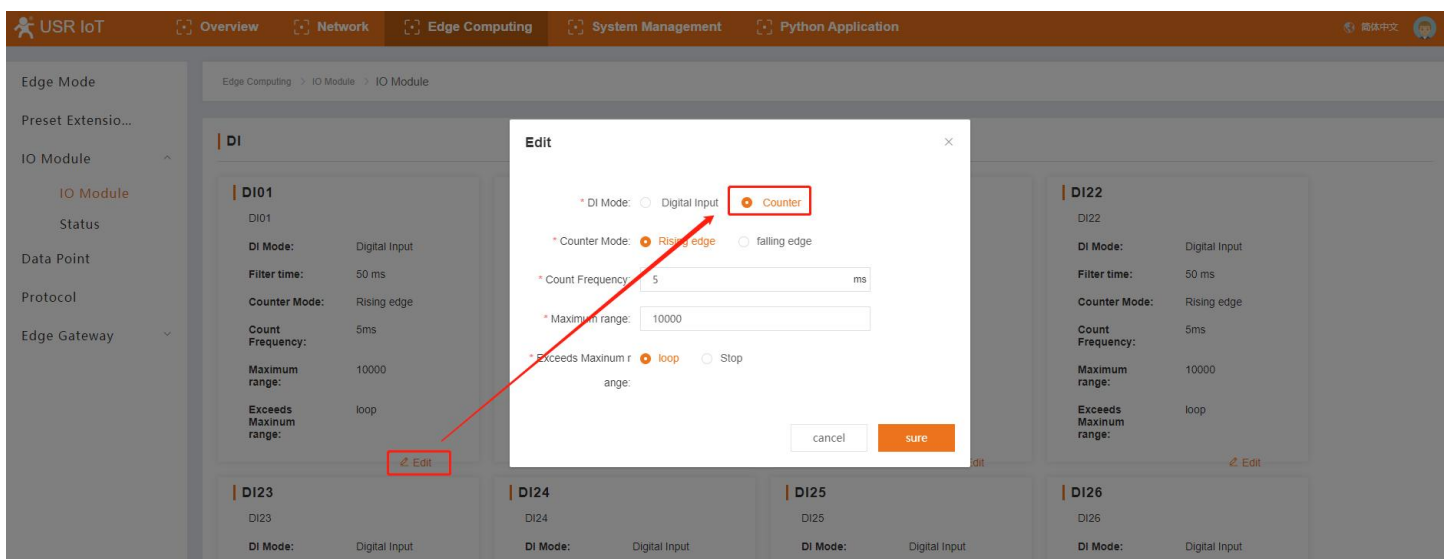 USR IoT
Overview
Network
Edge Computing
System Management
Python Application
简体中文
Edge Mode
Preset Extensio...
IO Module
IO Module
Status
Data Point
Protocol
Edge Gateway
Edge Computing > IO Module > IO Module
DI
DI01
DI01
DI Mode: Digital Input
Filter time: 50 ms
Counter Mode: Rising edge
Count Frequency: 5ms
Maximum range: 10000
Exceeds Maxinum range: loop
Edit
Edit
* DI Mode: Digital Input Counter
* Counter Mode: Rising edge falling edge
* Count Frequency: 5 ms
* Maximum range: 10000
* Exceeds Maxinum r loop Stop
ange:
cancel sure
Edit
DI22
DI22
DI Mode: Digital Input
Filter time: 50 ms
Counter Mode: Rising edge
Count Frequency: 5ms
Maximum range: 10000
Exceeds Maxinum range: loop
Edit
DI23
DI23
DI Mode: Digital Input
DI24
DI24
DI Mode: Digital Input
DI25
DI25
DI Mode: Digital Input
DI26
DI26
DI Mode: Digital Input